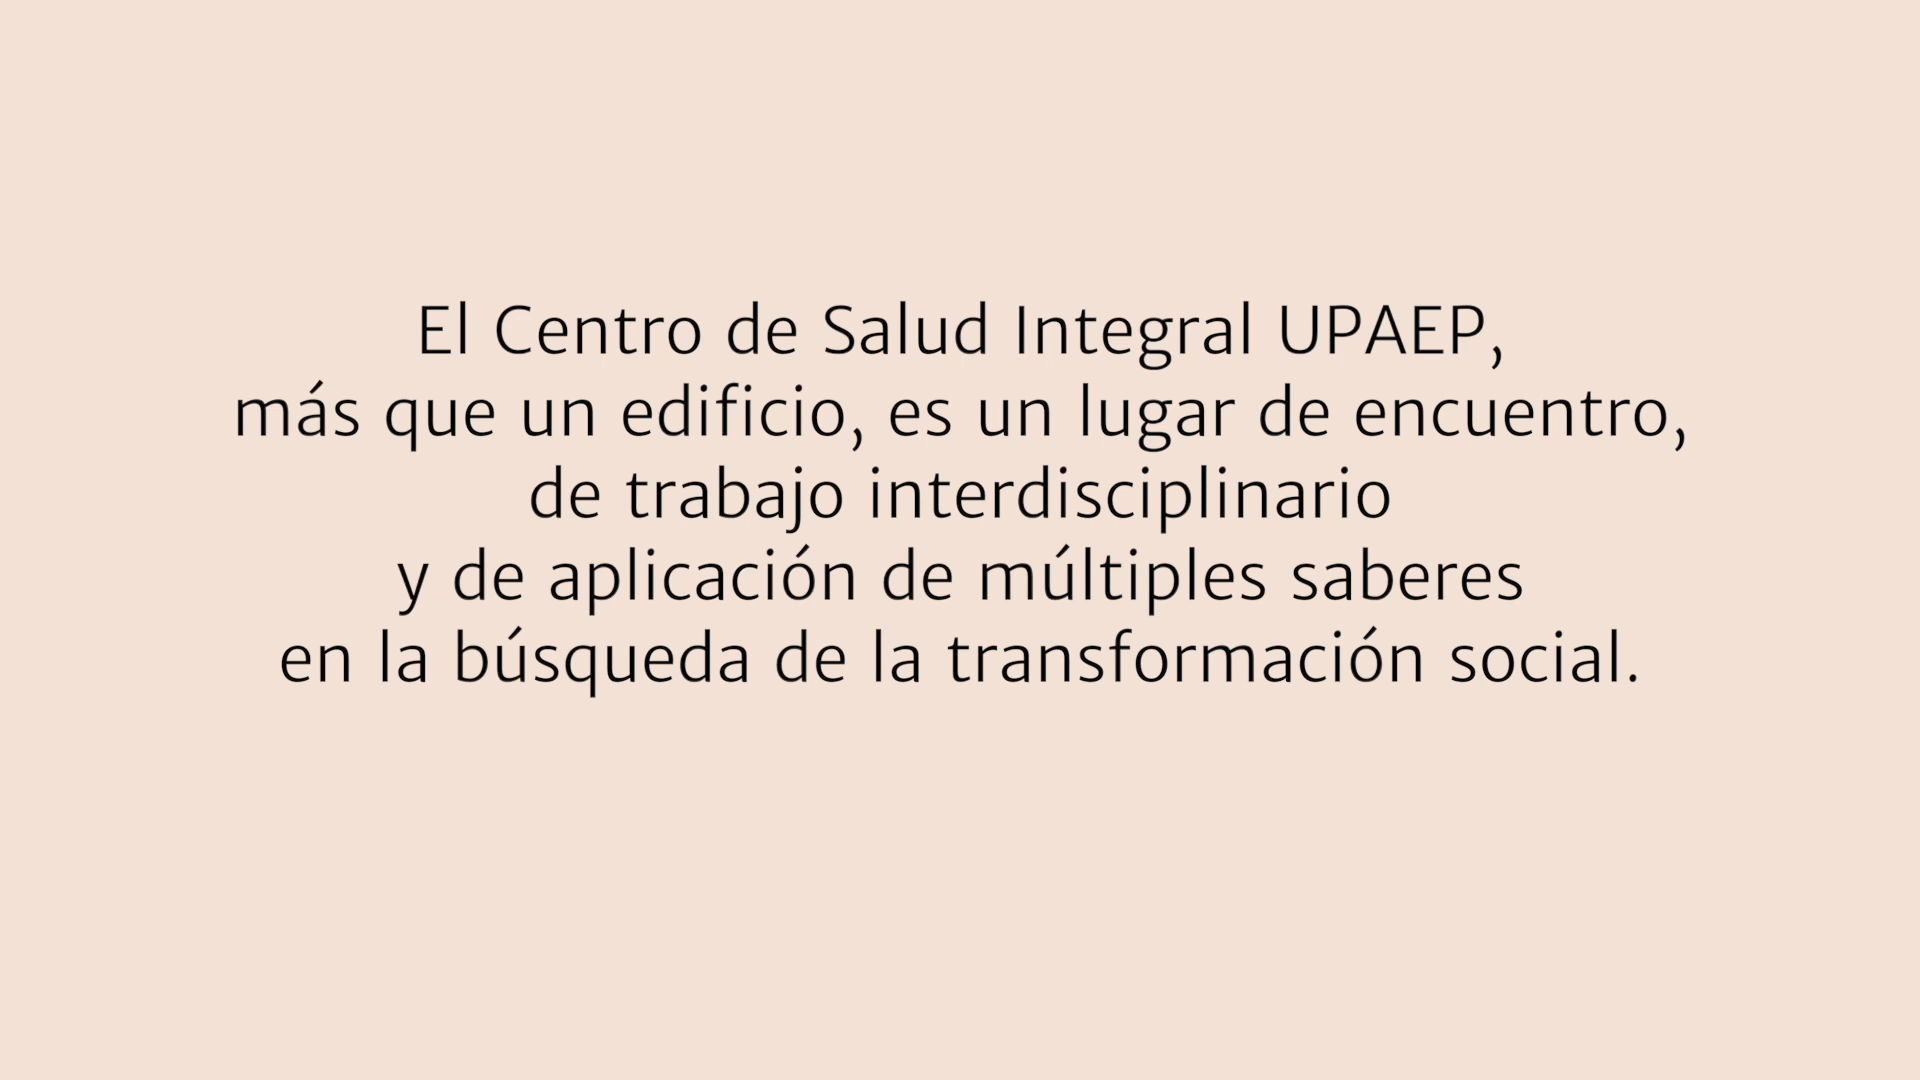 El Centro de Salud Integral UPAEP,
más que un edificio, es un lugar de encuentro,
de trabajo interdisciplinario
y de aplicación de múltiples saberes
en la búsqueda de la transformación social.